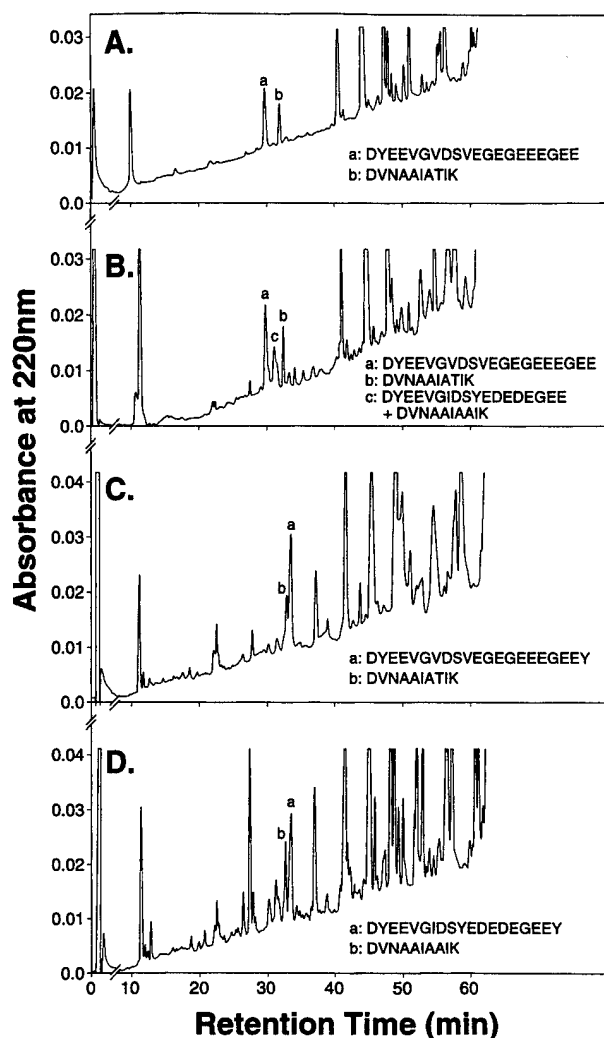 Absorbance at 220nm
A.
0.03
0.02
0.01
0.0
a
b
a: DYEEVGVDSVEGEGEEEGEE
b: DVNAAIATIK
B.
0.03
0.02
0.01
0.0
a
c
b
a: DYEEVGVDSVEGEGEEEGEE
b: DVNAAIATIK
c: DYEEVGIDSYEDEDEGEE
+ DVNAAIAAIK
C.
0.04
0.03
0.02
0.01
0.0
b
a
a: DYEEVGVDSVEGEGEEEGEEY
b: DVNAAIATIK
D.
0.04
0.03
0.02
0.01
0.0
b
a
a: DYEEVGIDSYEDEDEGEEY
b: DVNAAIAAIK
0 10 20 30 40 50 60
Retention Time (min)